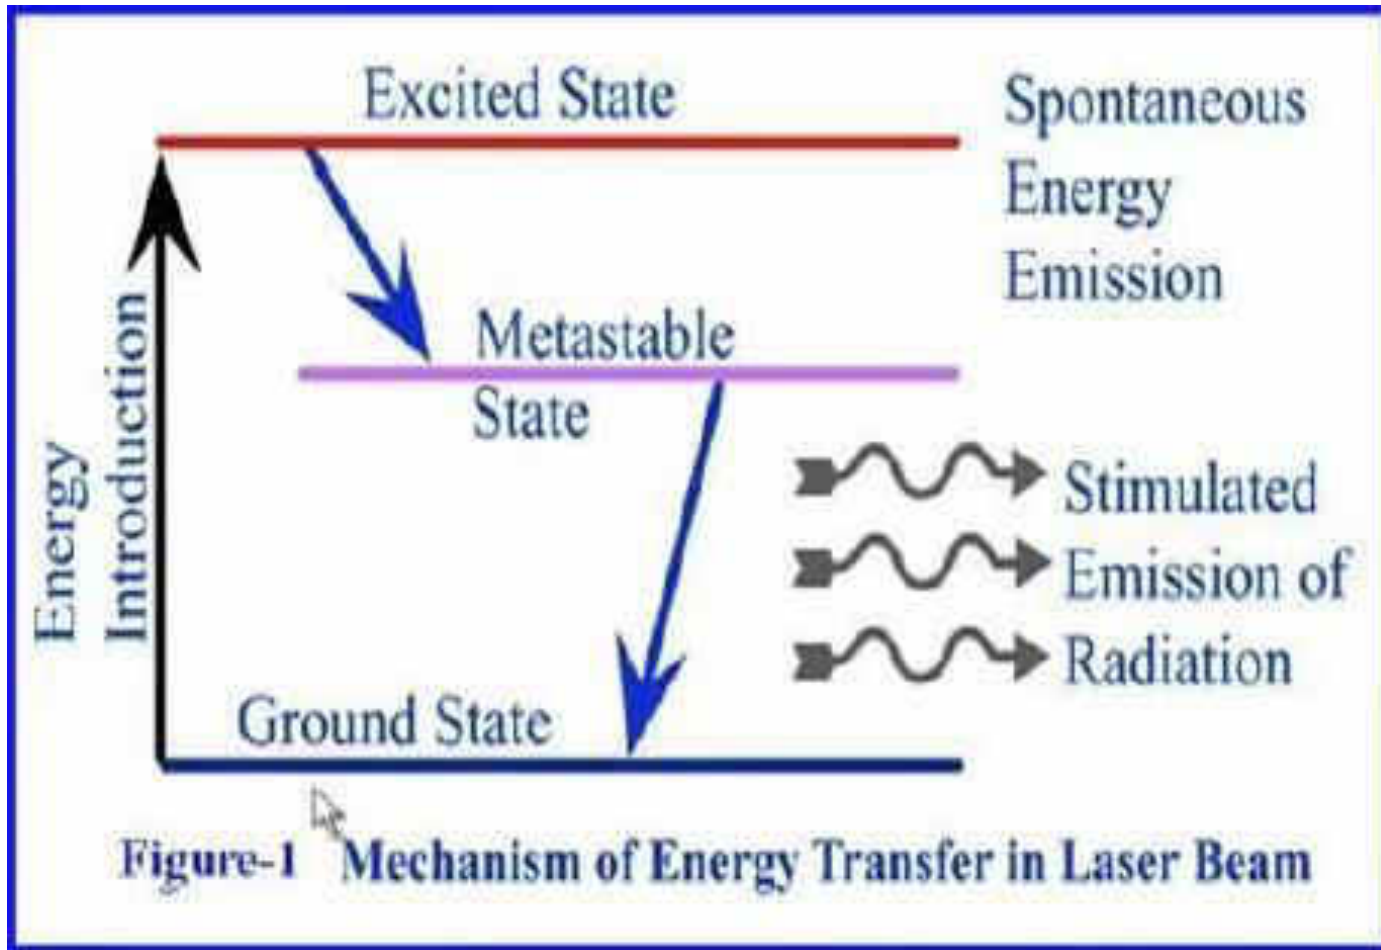 Excited State
Spontaneous
Energy
Emission
Energy
Introduction
Metastable
State
Stimulated
Emission of
Radiation
Ground State
Figure-1 Mechanism of Energy Transfer in Laser Beam